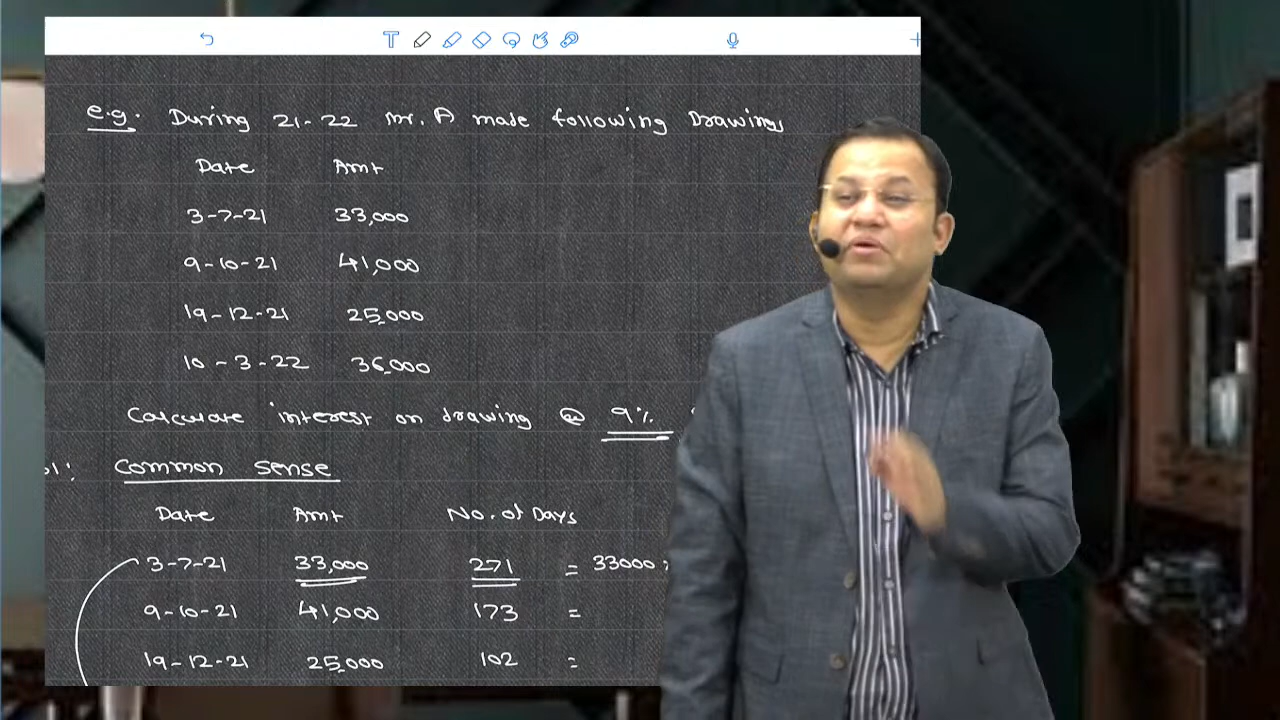 e.g. During 21-22 Mr. A made following Drawings
Date Amt
3-7-21 33,000
9-10-21 41,000
19-12-21 25,000
10-3-22 36,000
Calculate interest on drawing @ 9%
Common sense
Date Amt No. of Days
3-7-21 33,000 271 = 33000
9-10-21 41,000 173 =
19-12-21 25,000 102 =